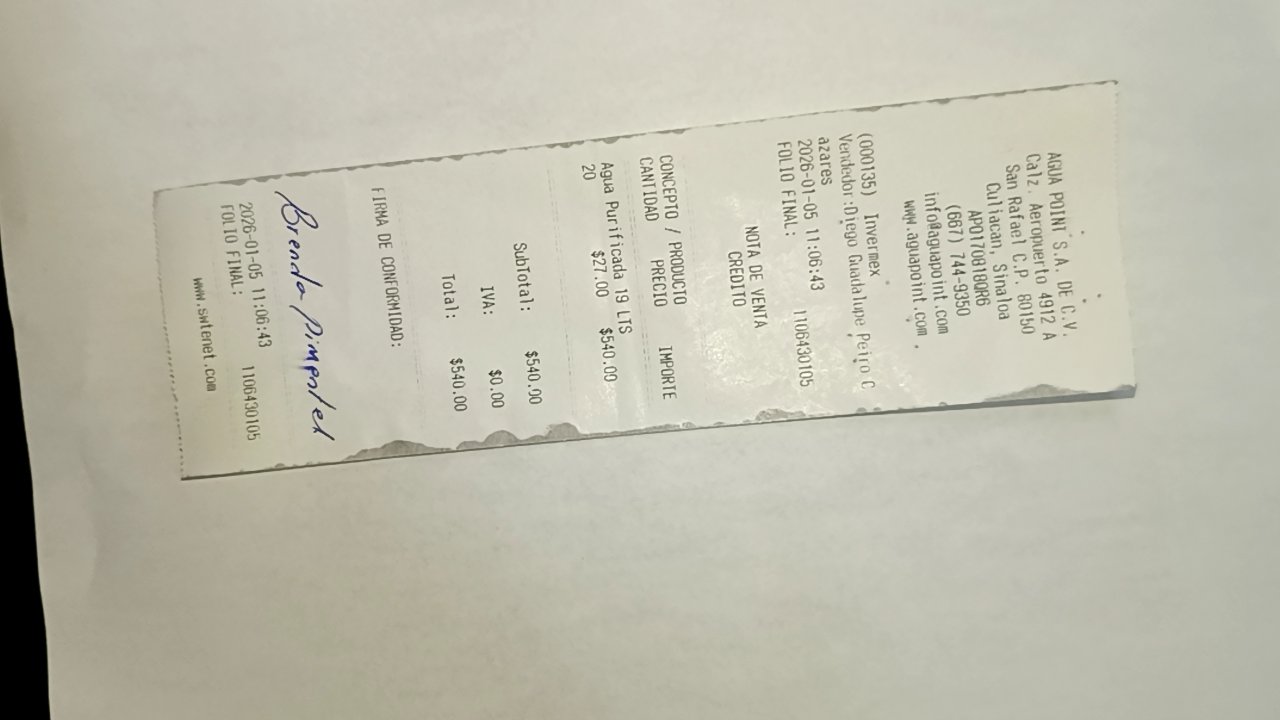 AGUA POINT S.A. DE C.V.
Calz. Aeropuerto 4912 A
San Rafael C.P. 80150
Culiacan, Sinaloa
APO170818QR6
(667) 744-9350
info@aguapoint.com
www.aguapoint.com
(000135) Invermex
Vendedor:Diego Guadalupe Peiro C
azares
2026-01-05 11:06:43
FOLIO FINAL: 1106430105
NOTA DE VENTA
CREDITO
CONCEPTO / PRODUCTO
CANTIDAD PRECIO IMPORTE
Agua Purificada 19 LTS
20 $27.00 $540.00
SubTotal: $540.00
IVA: $0.00
Total: $540.00
FIRMA DE CONFORMIDAD:
Brenda Pimentel
2026-01-05 11:06:43
FOLIO FINAL: 1106430105
www.swtenet.com